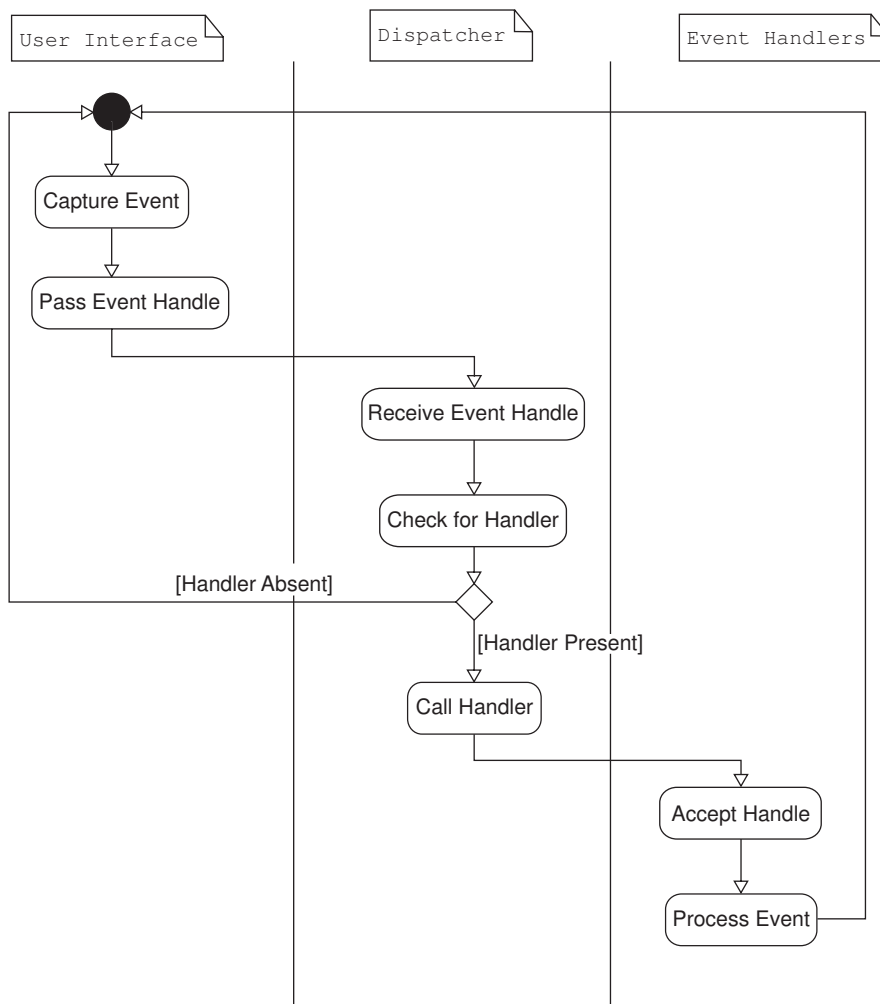 User Interface
Dispatcher
Event Handlers
Capture Event
Pass Event Handle
Receive Event Handle
Check for Handler
[Handler Absent]
[Handler Present]
Call Handler
Accept Handle
Process Event